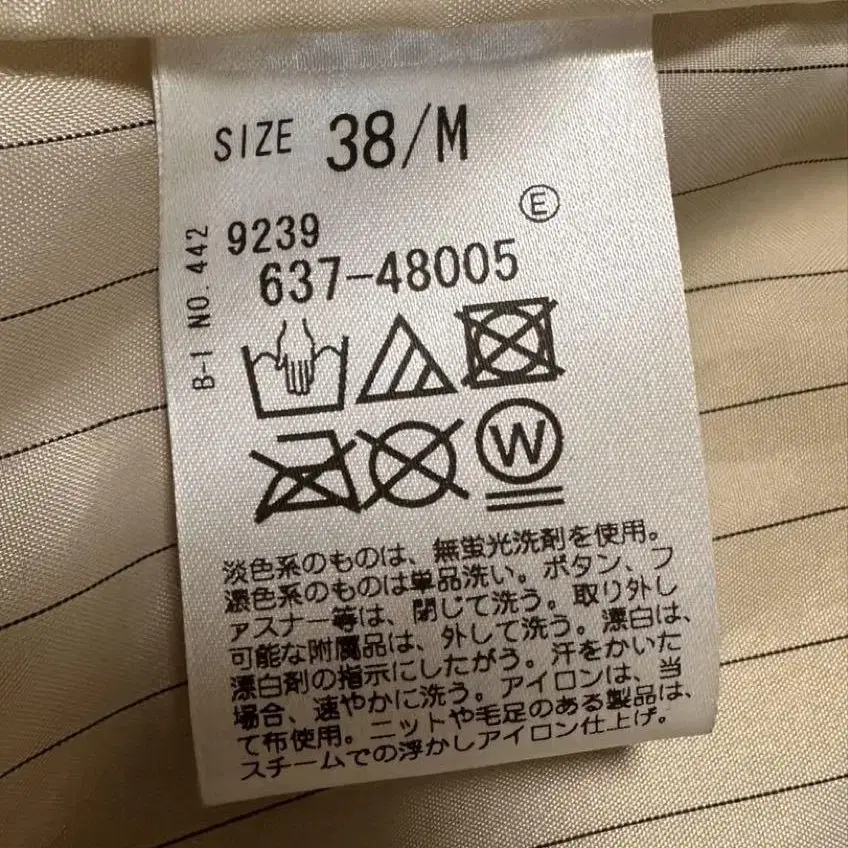 SIZE 38/M
E
B-1 NO. 442
9239
637-48005
W
淡色系のものは、無蛍光洗剤を使用。
濃色系のものは単品洗い。ボタン、フ
ァスナー等は、閉じて洗う。取り外し
可能な附属品は、外して洗う。漂白は、
漂白剤の指示にしたがう。汗をかいた
場合、速やかに洗う。アイロンは、当
て布使用。ニットや毛足のある製品は、
スチームでの浮かしアイロン仕上げ。